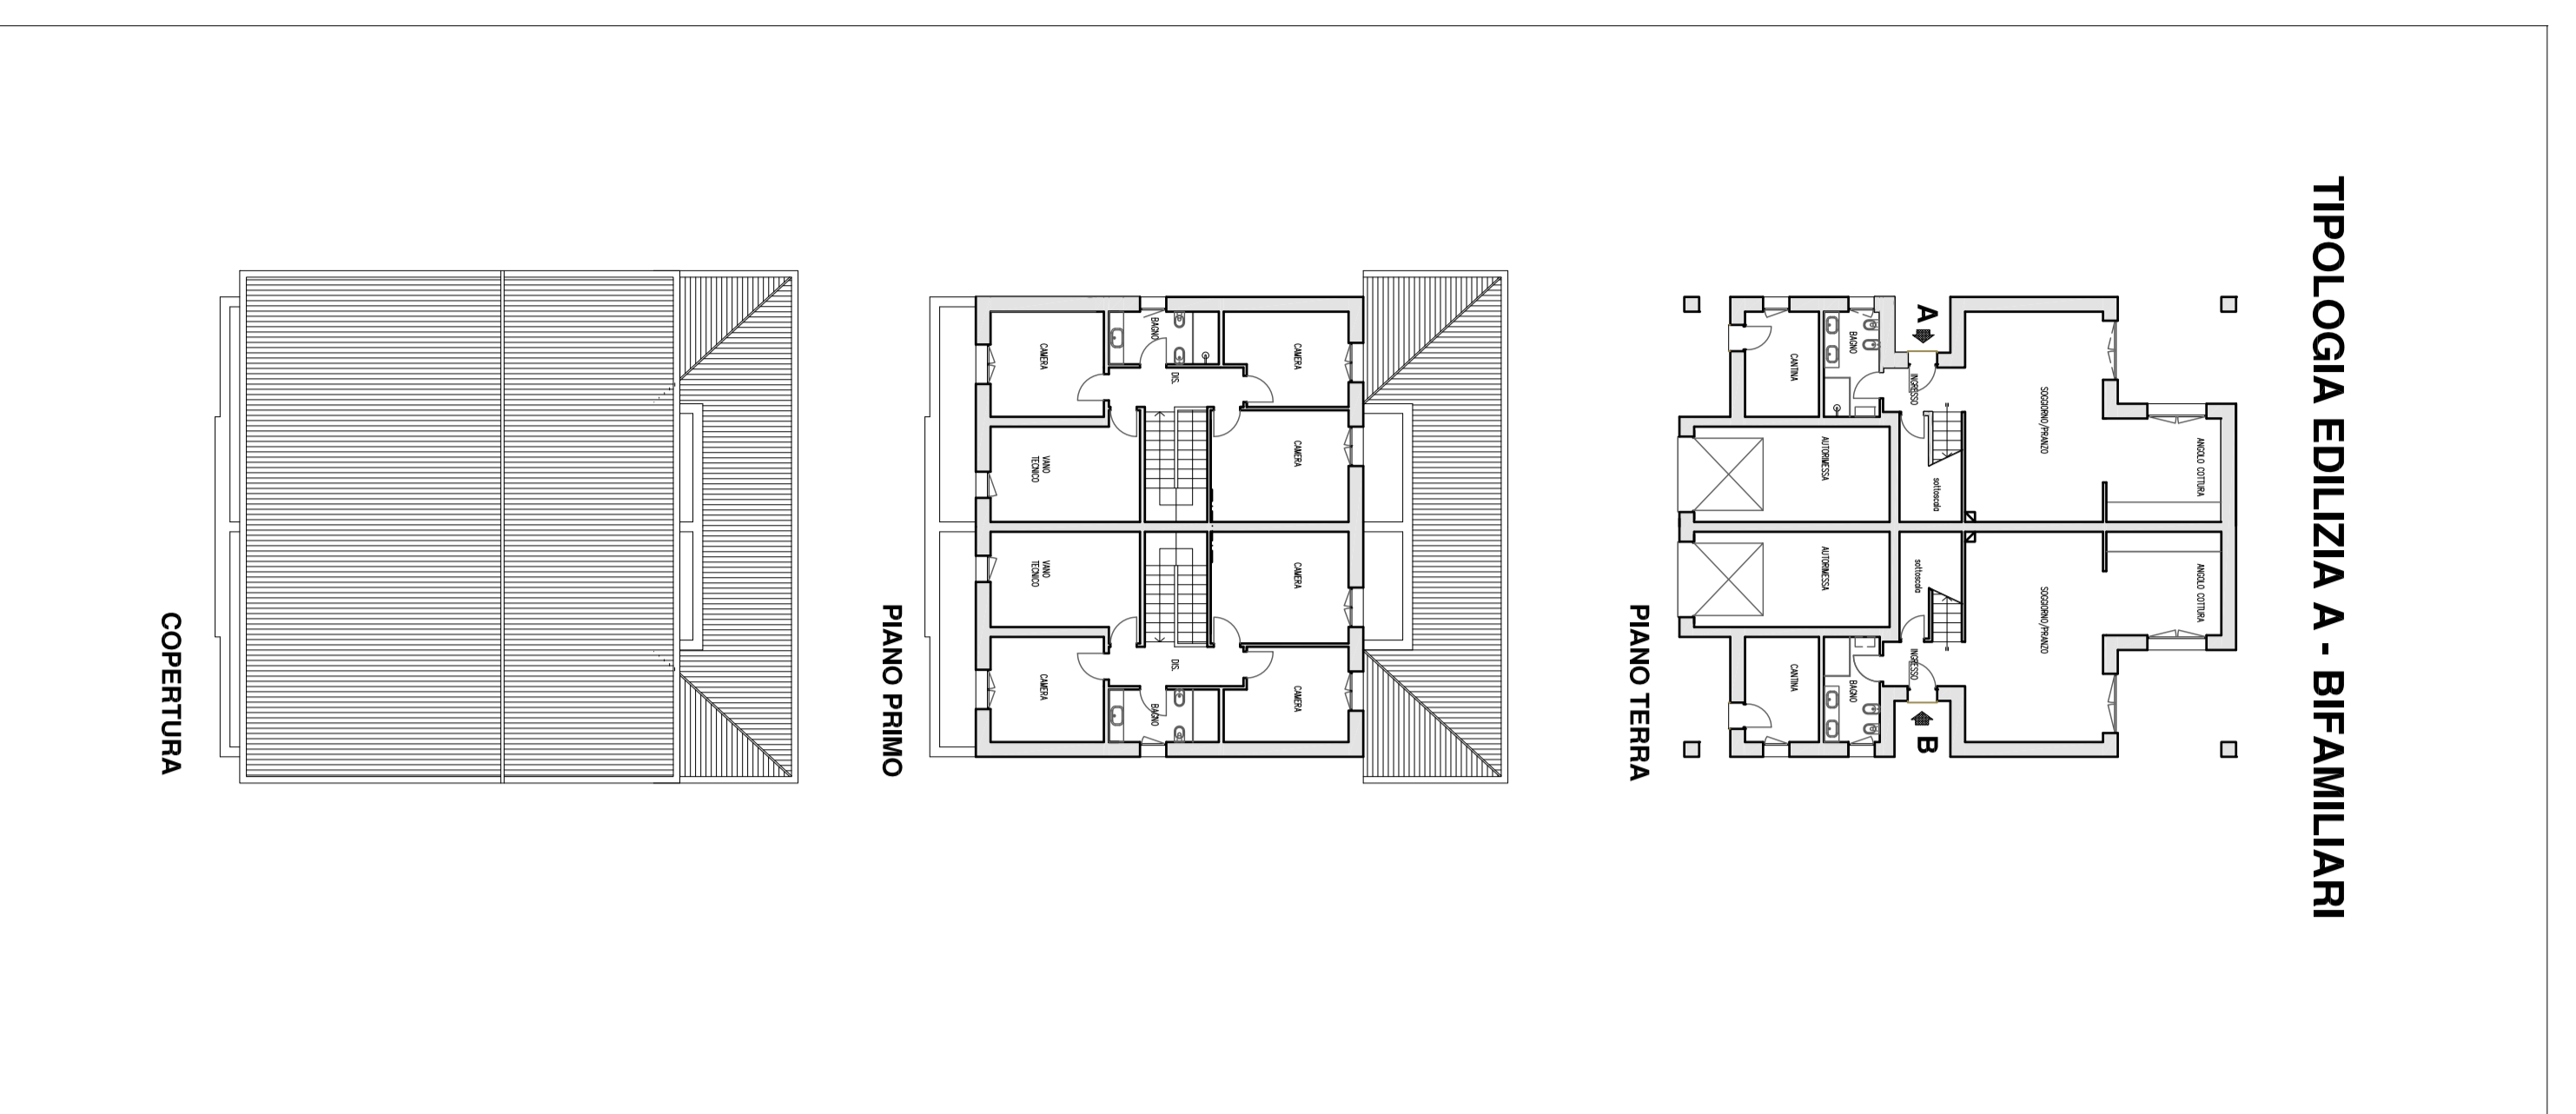 TIPOLOGIA EDILIZIA A - BIFAMILIARI
ANGOLO COTTURA
ANGOLO COTTURA
SOGGIORNO/PRANZO
SOGGIORNO/PRANZO
A
sottoscala
sottoscala
B
INGRESSO
INGRESSO
BAGNO
BAGNO
AUTORIMESSA
AUTORIMESSA
CANTINA
CANTINA
PIANO TERRA
CAMERA
CAMERA
CAMERA
CAMERA
DIS.
DIS.
BAGNO
BAGNO
CAMERA
VANO
TECNICO
VANO
TECNICO
CAMERA
PIANO PRIMO
COPERTURA